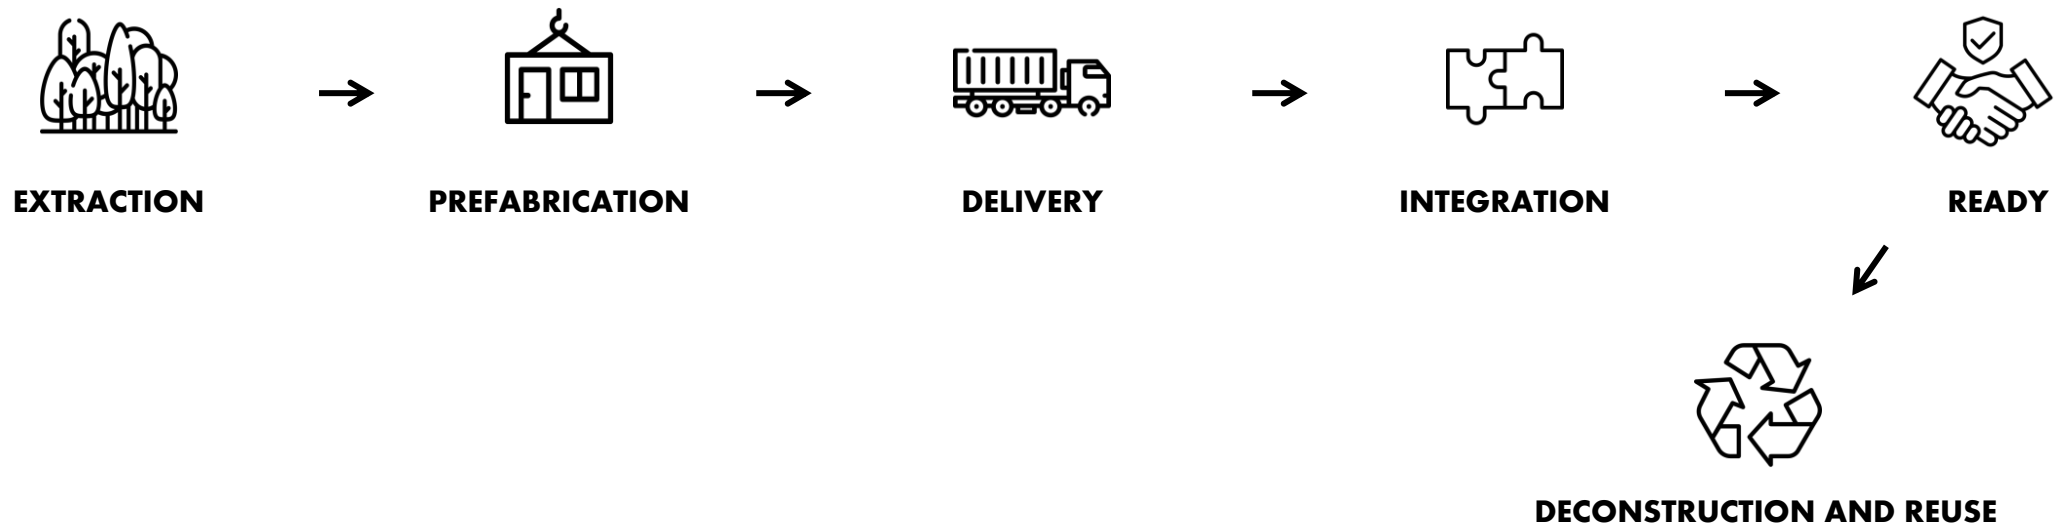 EXTRACTION
PREFABRICATION
DELIVERY
INTEGRATION
READY
DECONSTRUCTION AND REUSE